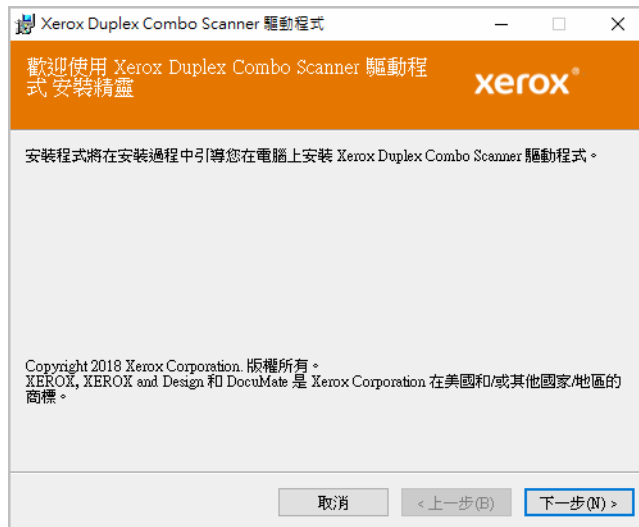 Xerox Duplex Combo Scanner 驅動程式
歡迎使用 Xerox Duplex Combo Scanner 驅動程
式 安裝精靈
xerox®
安裝程式將在安裝過程中引導您在電腦上安裝 Xerox Duplex Combo Scanner 驅動程式。
Copyright 2018 Xerox Corporation. 版權所有。
XEROX, XEROX and Design 和 DocuMate 是 Xerox Corporation 在美國和/或其他國家/地區的
商標。
取消
<上一步(B)
下一步(N) >